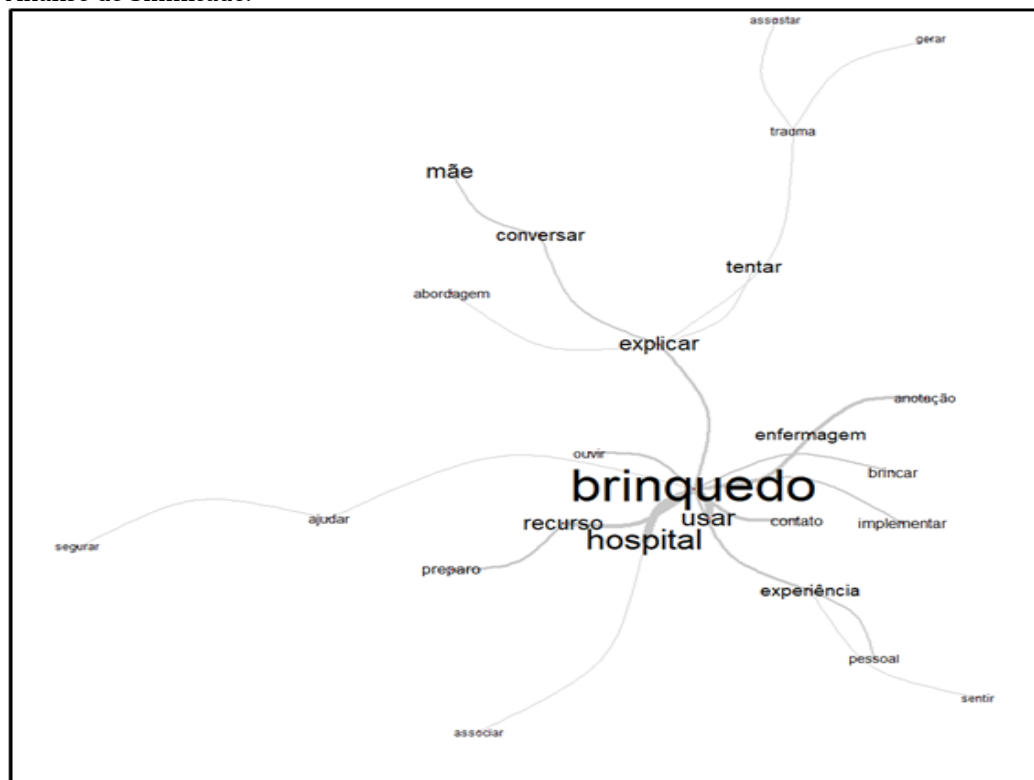 assustar
gerar
trauma
mãe
conversar
tentar
abordagem
explicar
anotação
enfermagem
ouvir
brincar
brinquedo
usar
contato
recurso
implementar
ajudar
hospital
segurar
preparo
experiência
pessoal
sentir
associar